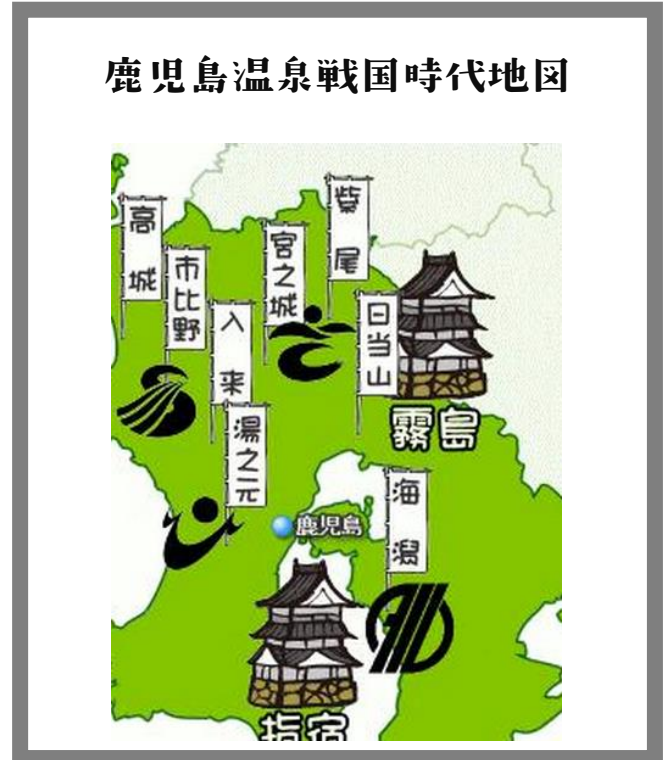 鹿児島温泉戦国時代地図
高城
市比野
入来
湯之元
宮之城
紫尾
日当山
霧島
海潟
鹿児島
指宿